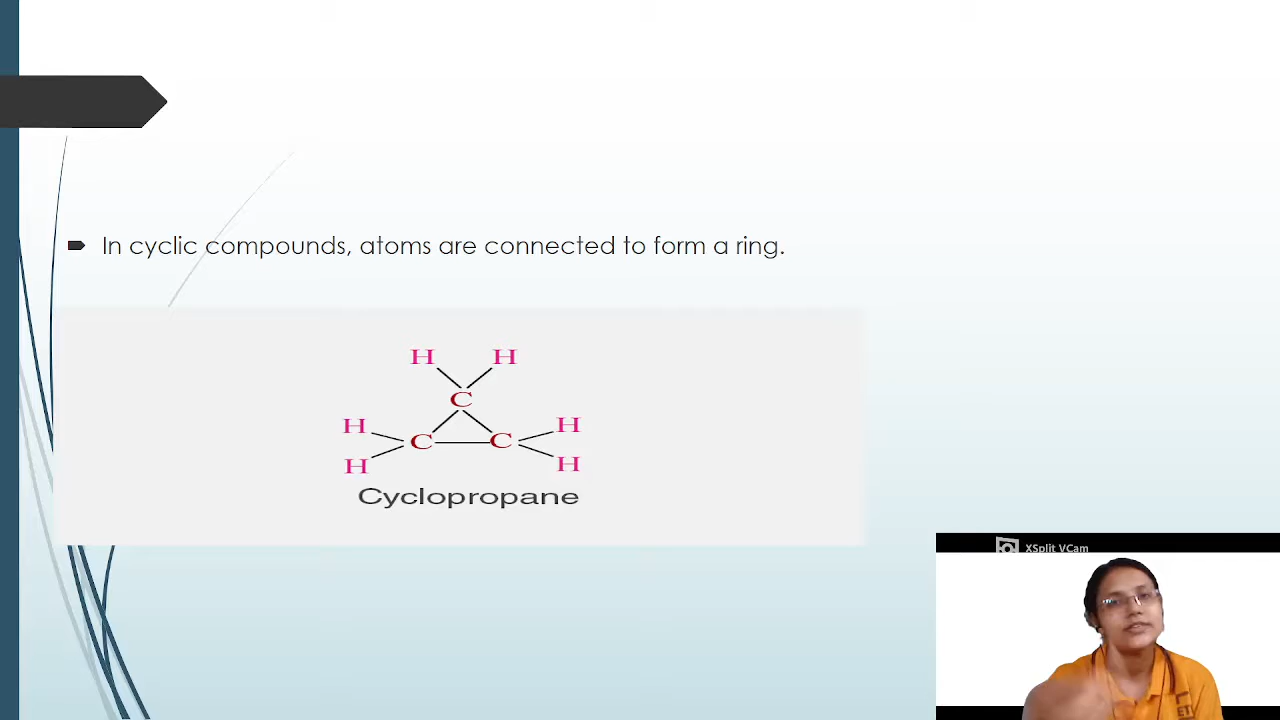 In cyclic compounds, atoms are connected to form a ring.
H H
C
H H
C C
H H
Cyclopropane
XSplit VCam